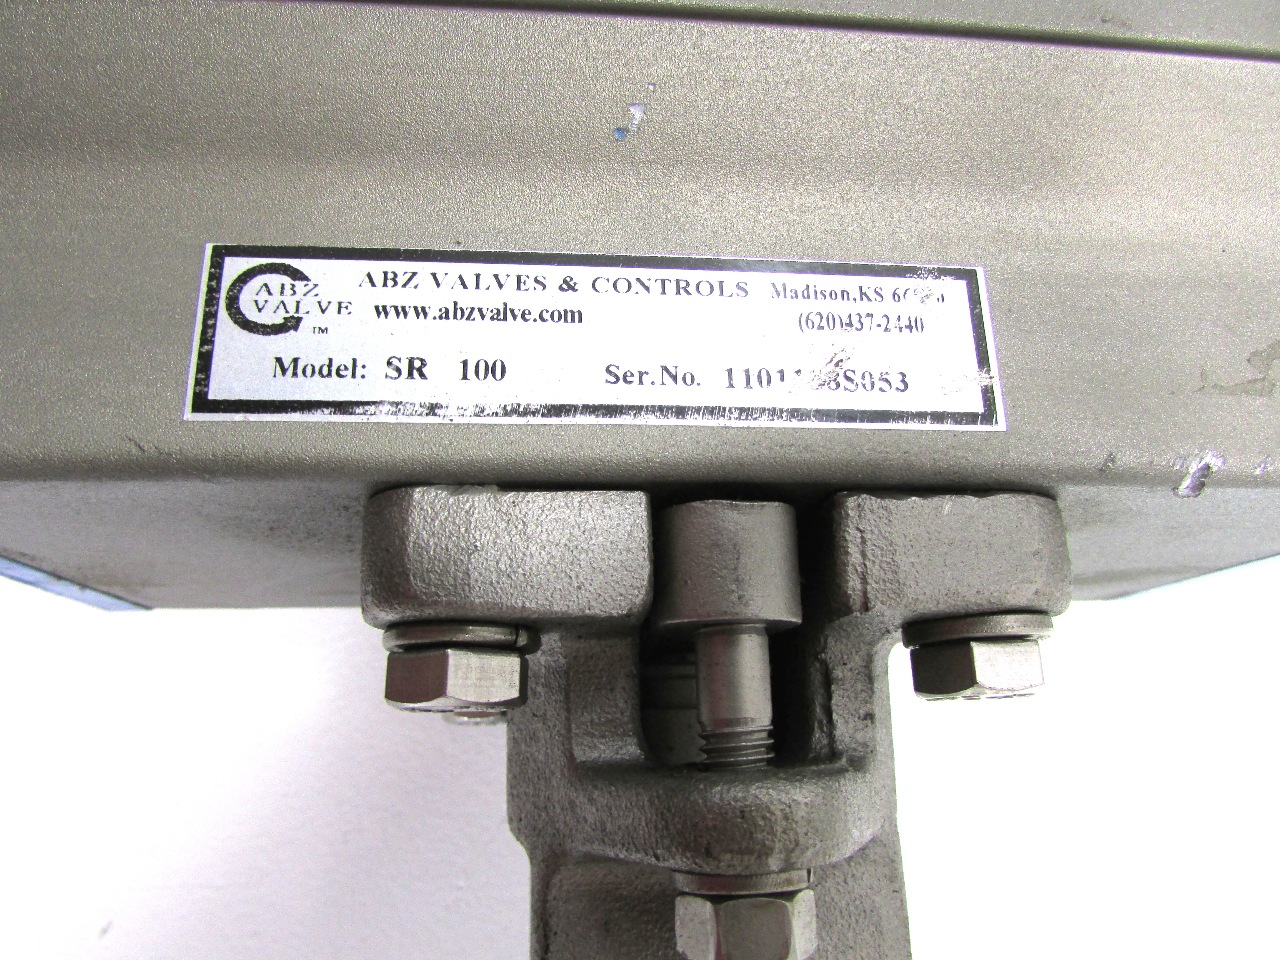 ABZ
VALVE
TM
ABZ VALVES & CONTROLS Madison,KS
www.abzvalve.com (620)437-2440
Model: SR 100 Ser.No.